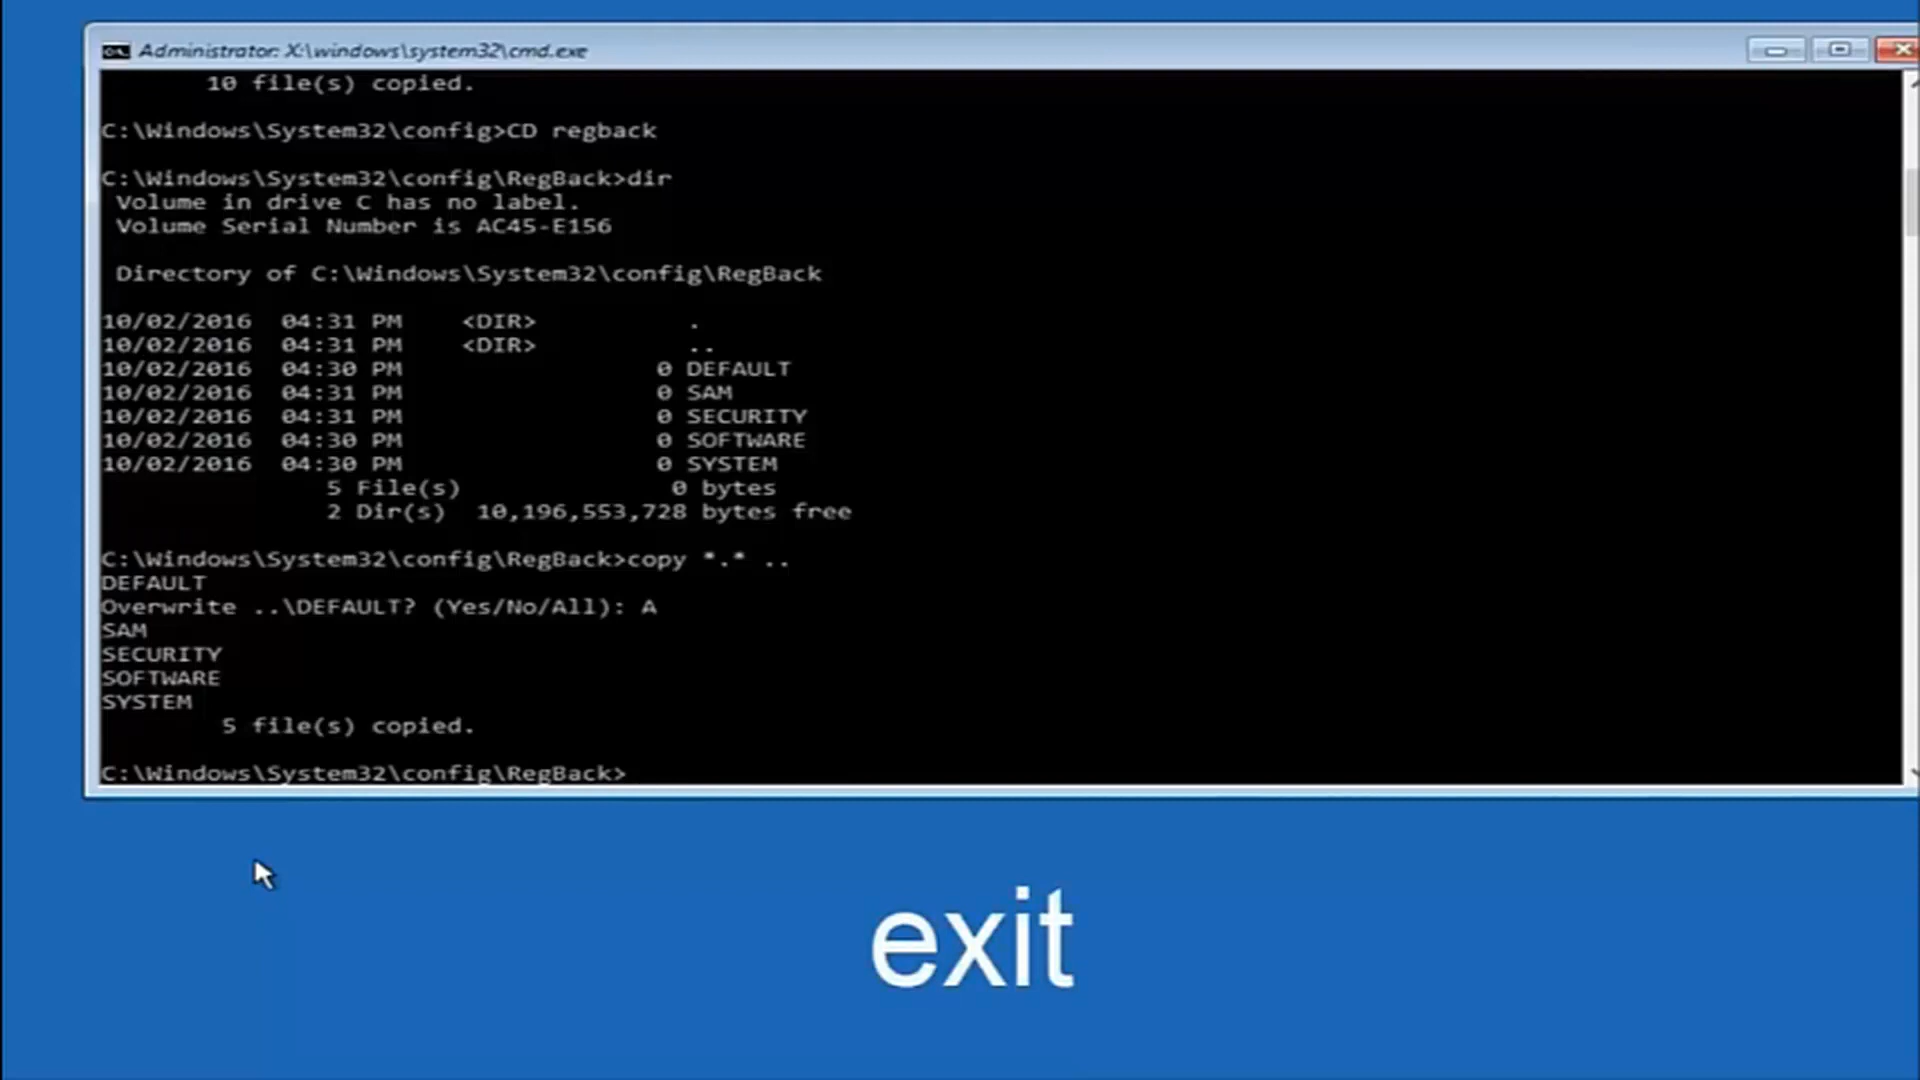 Administrator: X:\windows\system32\cmd.exe
10 file(s) copied.
C:\Windows\System32\config>CD regback
C:\Windows\System32\config\RegBack>dir
Volume in drive C has no label.
Volume Serial Number is AC45-E156
Directory of C:\Windows\System32\config\RegBack
10/02/2016  04:31 PM    <DIR>          .
10/02/2016  04:31 PM    <DIR>          ..
10/02/2016  04:30 PM                 0 DEFAULT
10/02/2016  04:31 PM                 0 SAM
10/02/2016  04:31 PM                 0 SECURITY
10/02/2016  04:30 PM                 0 SOFTWARE
10/02/2016  04:30 PM                 0 SYSTEM
5 File(s)              0 bytes
2 Dir(s)  10,196,553,728 bytes free
C:\Windows\System32\config\RegBack>copy *.* ..
DEFAULT
Overwrite ..\DEFAULT? (Yes/No/All): A
SAM
SECURITY
SOFTWARE
SYSTEM
5 file(s) copied.
C:\Windows\System32\config\RegBack>
exit